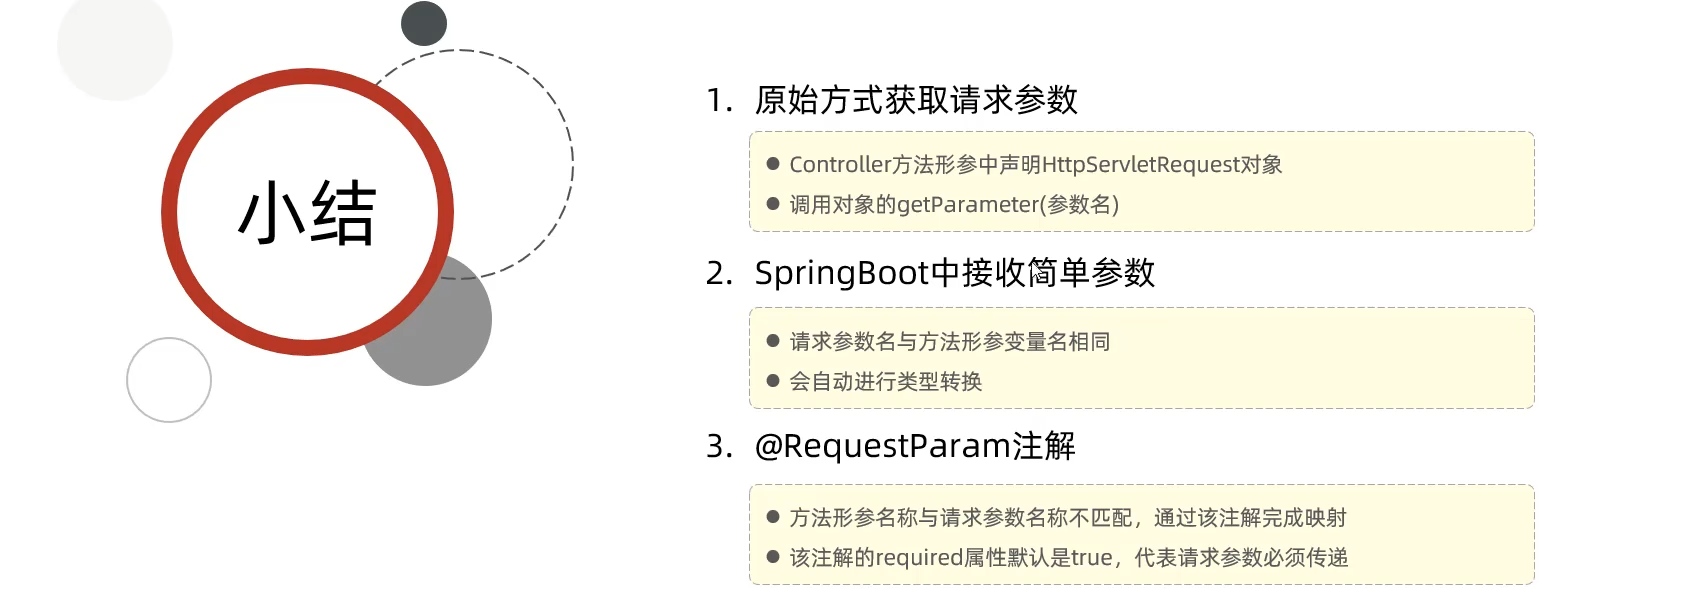 小结
1. 原始方式获取请求参数
● Controller方法形参中声明HttpServletRequest对象
● 调用对象的getParameter(参数名)
2. SpringBoot中接收简单参数
● 请求参数名与方法形参变量名相同
● 会自动进行类型转换
3. @RequestParam注解
● 方法形参名称与请求参数名称不匹配，通过该注解完成映射
● 该注解的required属性默认是true，代表请求参数必须传递